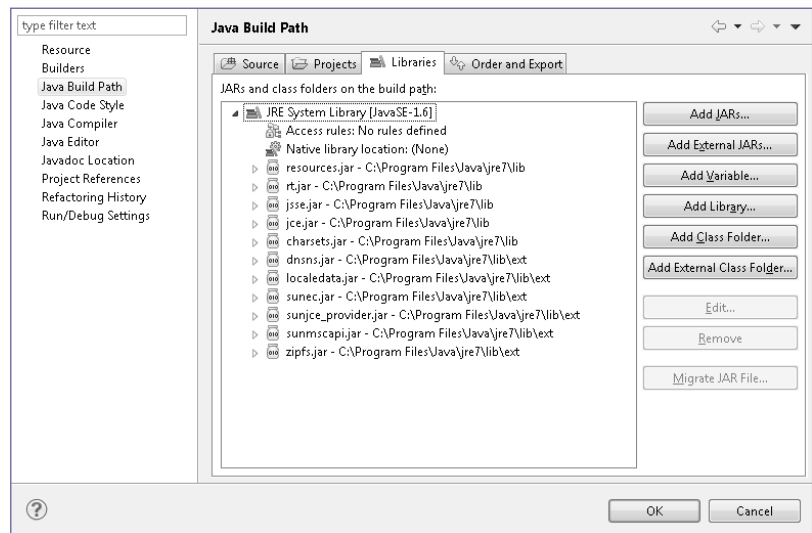 type filter text
Resource
Builders
Java Build Path
Java Code Style
Java Compiler
Java Editor
Javadoc Location
Project References
Refactoring History
Run/Debug Settings
Java Build Path
Source Projects Libraries Order and Export
JARs and class folders on the build path:
JRE System Library [JavaSE-1.6]
Access rules: No rules defined
Native library location: (None)
resources.jar - C:\Program Files\Java\jre7\lib
rt.jar - C:\Program Files\Java\jre7\lib
jsse.jar - C:\Program Files\Java\jre7\lib
jce.jar - C:\Program Files\Java\jre7\lib
charsets.jar - C:\Program Files\Java\jre7\lib
dnsns.jar - C:\Program Files\Java\jre7\lib\ext
localedata.jar - C:\Program Files\Java\jre7\lib\ext
sunec.jar - C:\Program Files\Java\jre7\lib\ext
sunjce_provider.jar - C:\Program Files\Java\jre7\lib\ext
sunmscapi.jar - C:\Program Files\Java\jre7\lib\ext
zipfs.jar - C:\Program Files\Java\jre7\lib\ext
Add JARs...
Add External JARs...
Add Variable...
Add Library...
Add Class Folder...
Add External Class Folder...
Edit...
Remove
Migrate JAR File...
?
OK Cancel